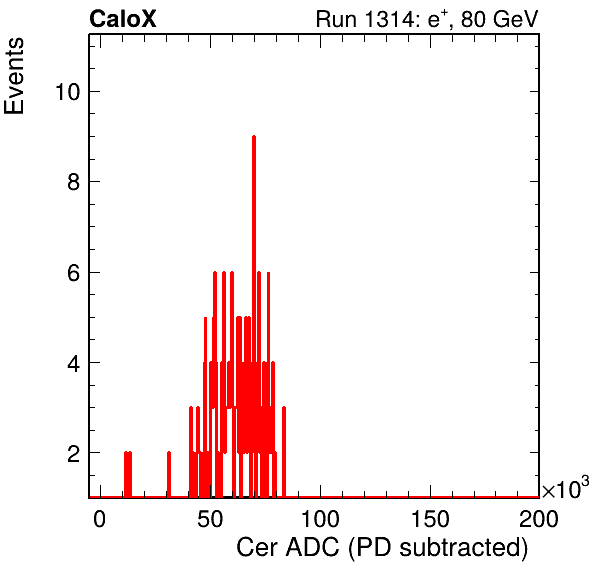 CaloX Run 1314: e⁺, 80 GeV
Events
10
8
6
4
2
0 50 100 150 200
×10³
Cer ADC (PD subtracted)